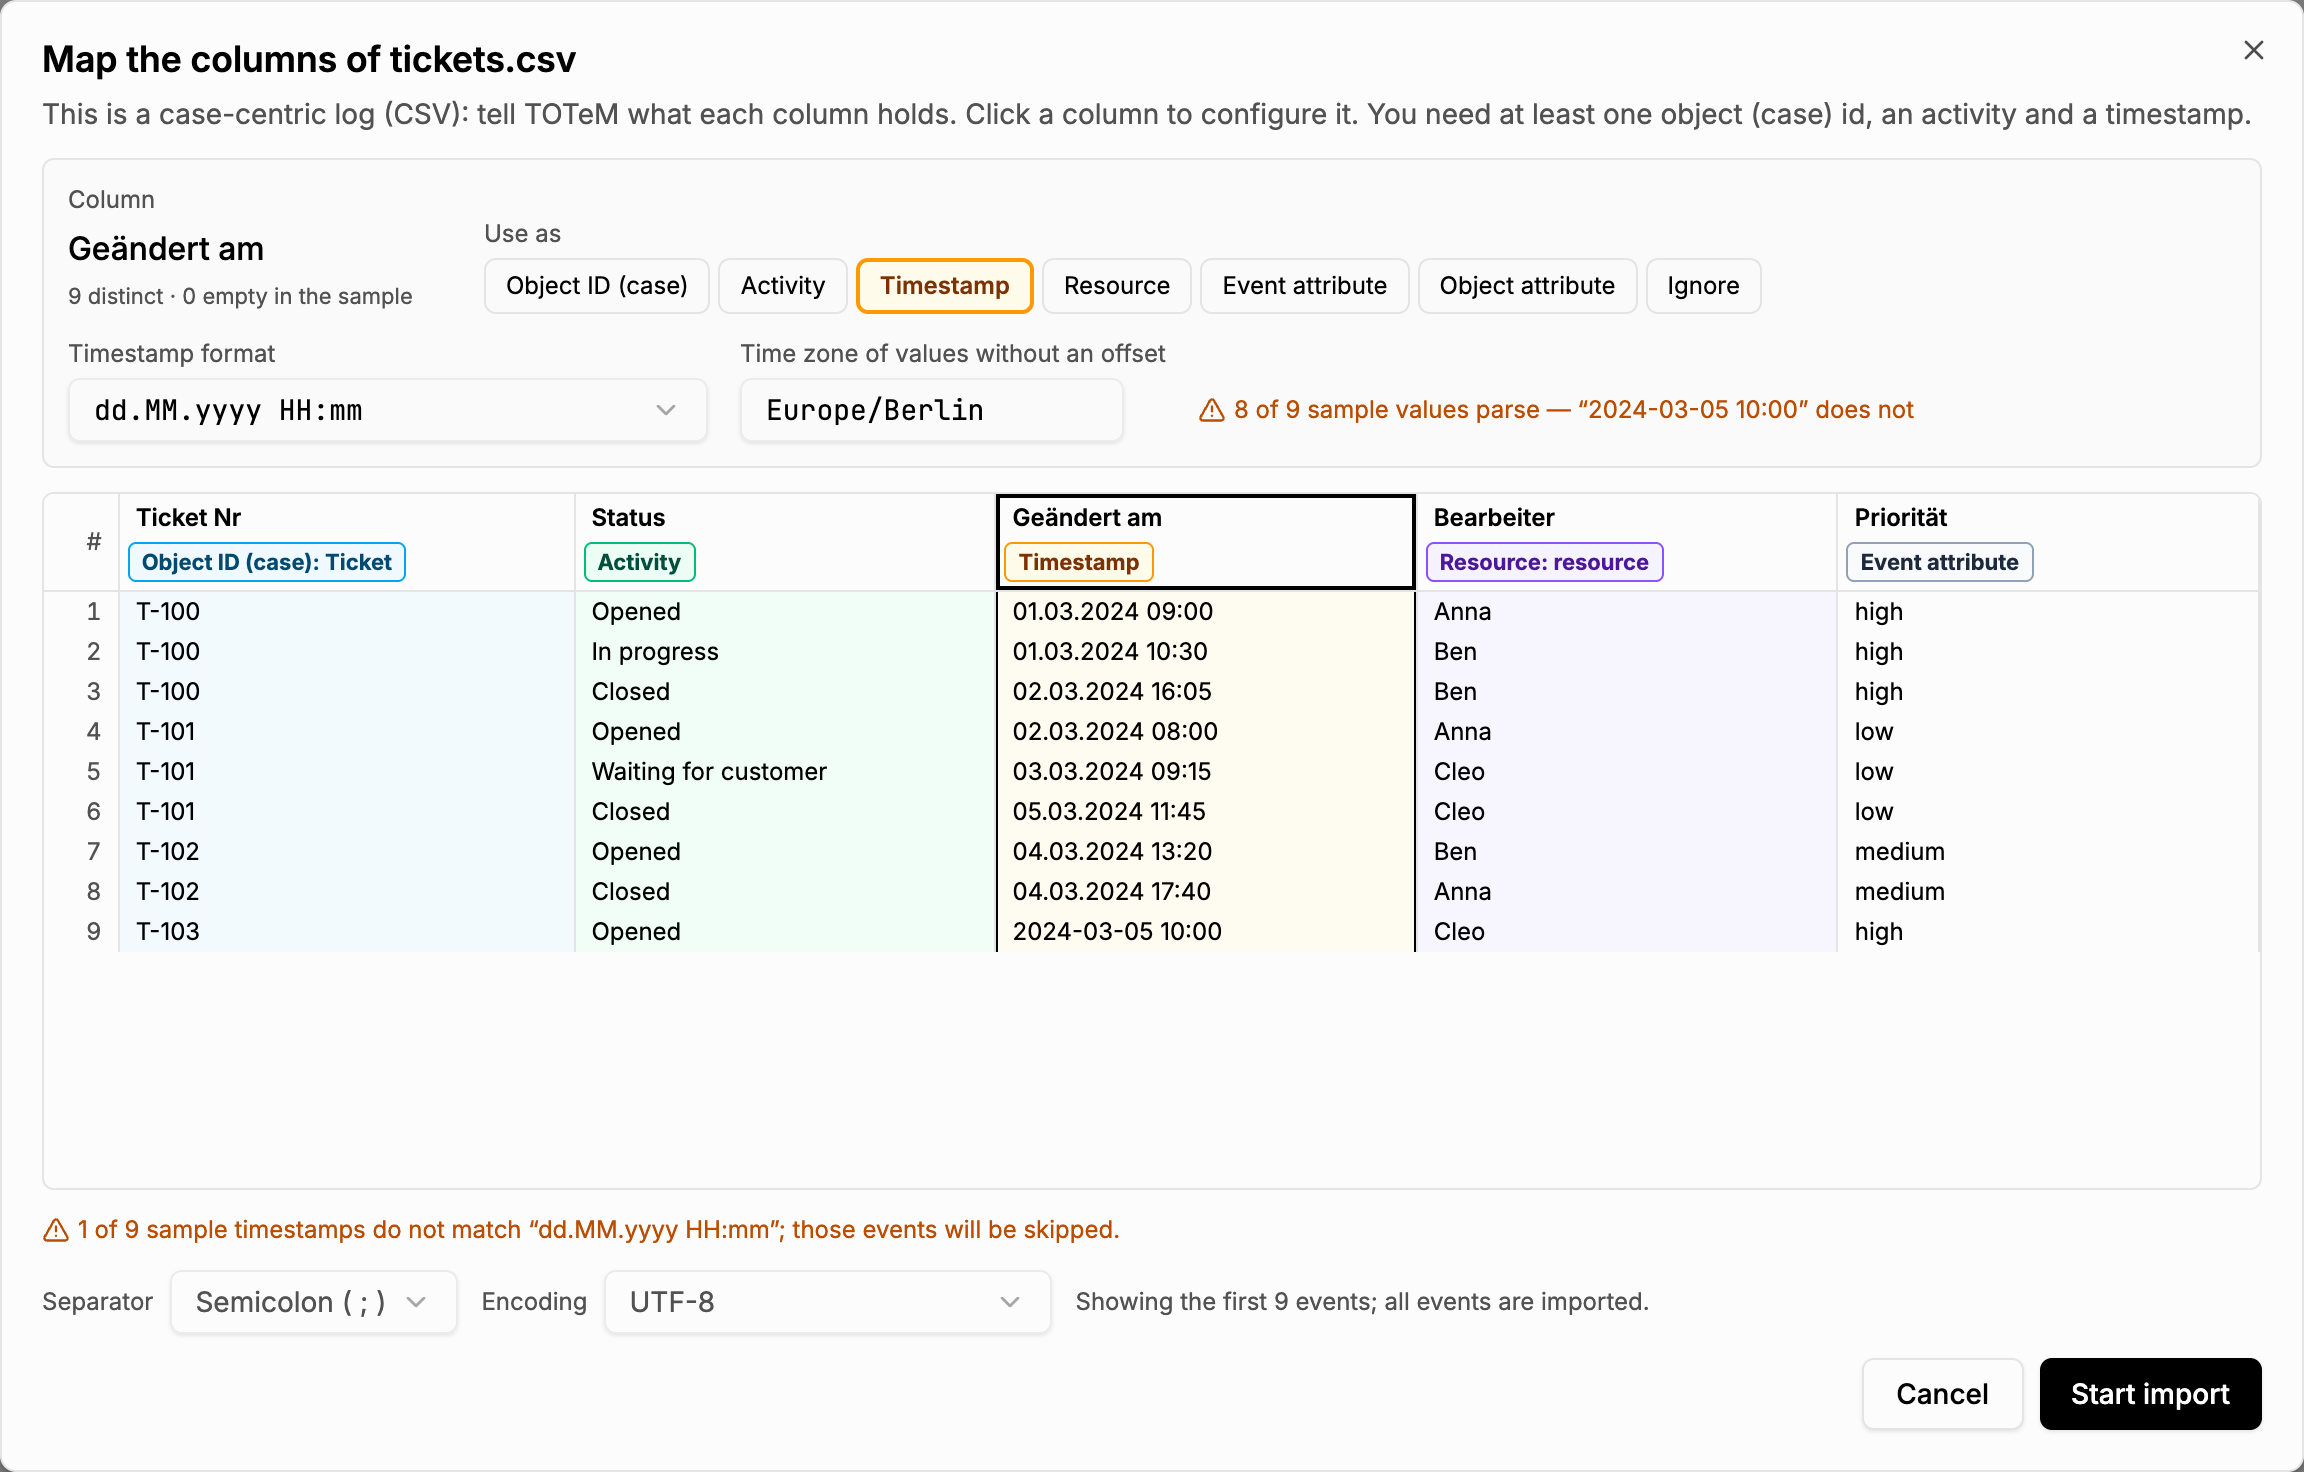 Map the columns of tickets.csv
This is a case-centric log (CSV): tell TOTeM what each column holds. Click a column to configure it. You need at least one object (case) id, an activity and a timestamp.
Column
Geändert am
9 distinct · 0 empty in the sample
Use as
Object ID (case) Activity Timestamp Resource Event attribute Object attribute Ignore
Timestamp format
dd.MM.yyyy HH:mm
Time zone of values without an offset
Europe/Berlin
8 of 9 sample values parse — “2024-03-05 10:00” does not
# Ticket Nr Status Geändert am Bearbeiter Priorität
Object ID (case): Ticket Activity Timestamp Resource: resource Event attribute
1 T-100 Opened 01.03.2024 09:00 Anna high
2 T-100 In progress 01.03.2024 10:30 Ben high
3 T-100 Closed 02.03.2024 16:05 Ben high
4 T-101 Opened 02.03.2024 08:00 Anna low
5 T-101 Waiting for customer 03.03.2024 09:15 Cleo low
6 T-101 Closed 05.03.2024 11:45 Cleo low
7 T-102 Opened 04.03.2024 13:20 Ben medium
8 T-102 Closed 04.03.2024 17:40 Anna medium
9 T-103 Opened 2024-03-05 10:00 Cleo high
1 of 9 sample timestamps do not match “dd.MM.yyyy HH:mm”; those events will be skipped.
Separator Semicolon ( ; ) Encoding UTF-8 Showing the first 9 events; all events are imported.
Cancel Start import